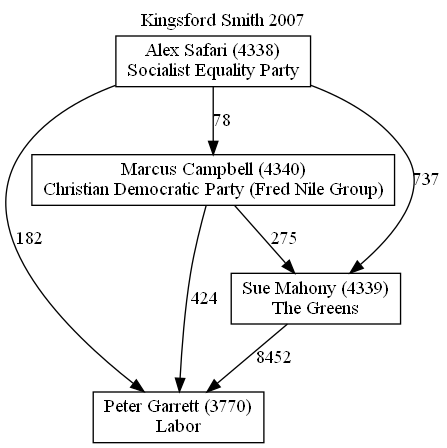 Kingsford Smith 2007
Alex Safari (4338)
Socialist Equality Party
78
Marcus Campbell (4340)
Christian Democratic Party (Fred Nile Group)
737
182
275
Sue Mahony (4339)
The Greens
424
8452
Peter Garrett (3770)
Labor